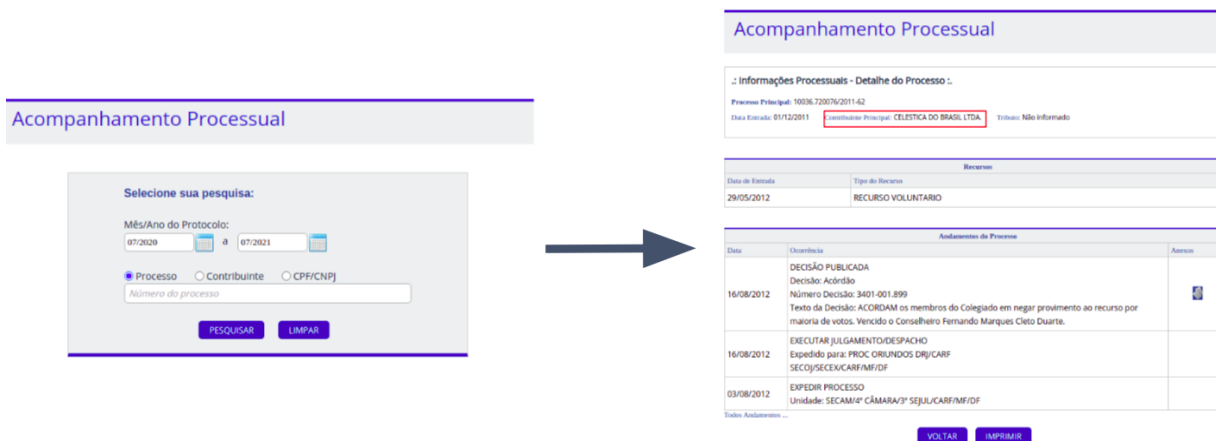 Acompanhamento Processual
Selecione sua pesquisa:
Mês/Ano do Protocolo:
07/2020 a 07/2021
Processo Contribuinte CPF/CNPJ
Número do processo
PESQUISAR LIMPAR
Acompanhamento Processual
.: Informações Processuais - Detalhe do Processo :.
Processo Principal: 10036.720076/2011-62
Data Entrada: 01/12/2011 Contribuinte Principal: CELESTICA DO BRASIL LTDA. Tributo: Não Informado
Recursos
Data de Entrada Tipo do Recurso
29/05/2012 RECURSO VOLUNTARIO
Andamentos do Processo
Data Ocorrência Anexos
DECISÃO PUBLICADA
Decisão: Acórdão
16/08/2012 Número Decisão: 3401-001.899
Texto da Decisão: ACORDAM os membros do Colegiado em negar provimento ao recurso por
maioria de votos. Vencido o Conselheiro Fernando Marques Cleto Duarte.
EXECUTAR JULGAMENTO/DESPACHO
16/08/2012 Expedido para: PROC ORIUNDOS DRJ/CARF
SECOJ/SECEX/CARF/MF/DF
03/08/2012 EXPEDIR PROCESSO
Unidade: SECAM/4ª CÂMARA/3ª SEJUL/CARF/MF/DF
Todos Andamentos ...
VOLTAR IMPRIMIR